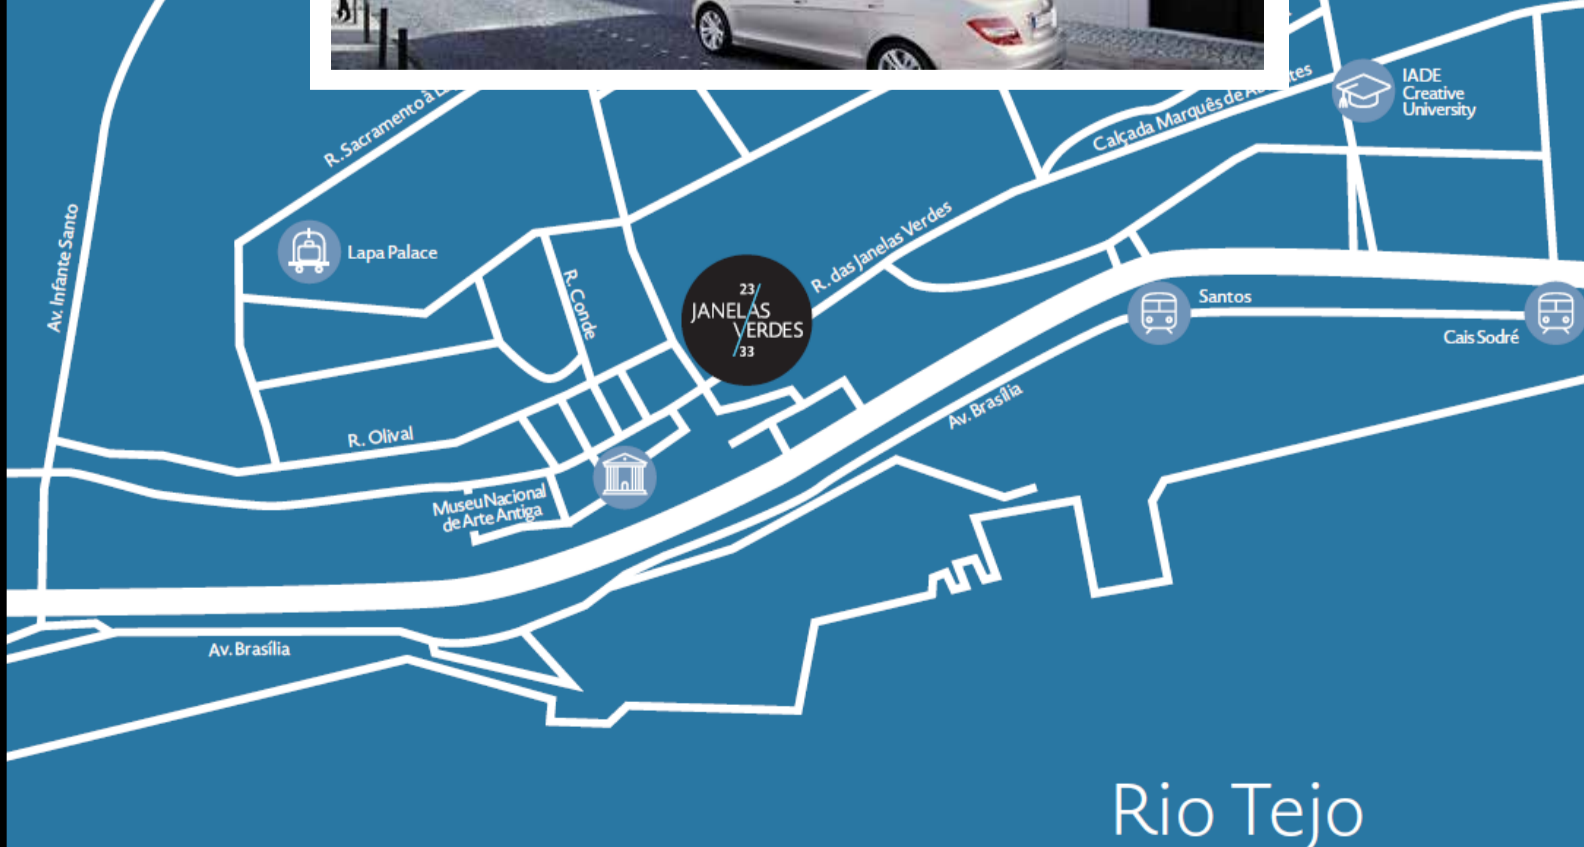 IADE
Creative
University
R. Sacramento à
Calçada Marquês de
Av. Infante Santo
Lapa Palace
R. das Janelas Verdes
R. Conde
23/
JANELAS
VERDES
/33
Santos
Cais Sodré
Av. Brasília
R. Olival
Museu Nacional
de Arte Antiga
Av. Brasília
Rio Tejo